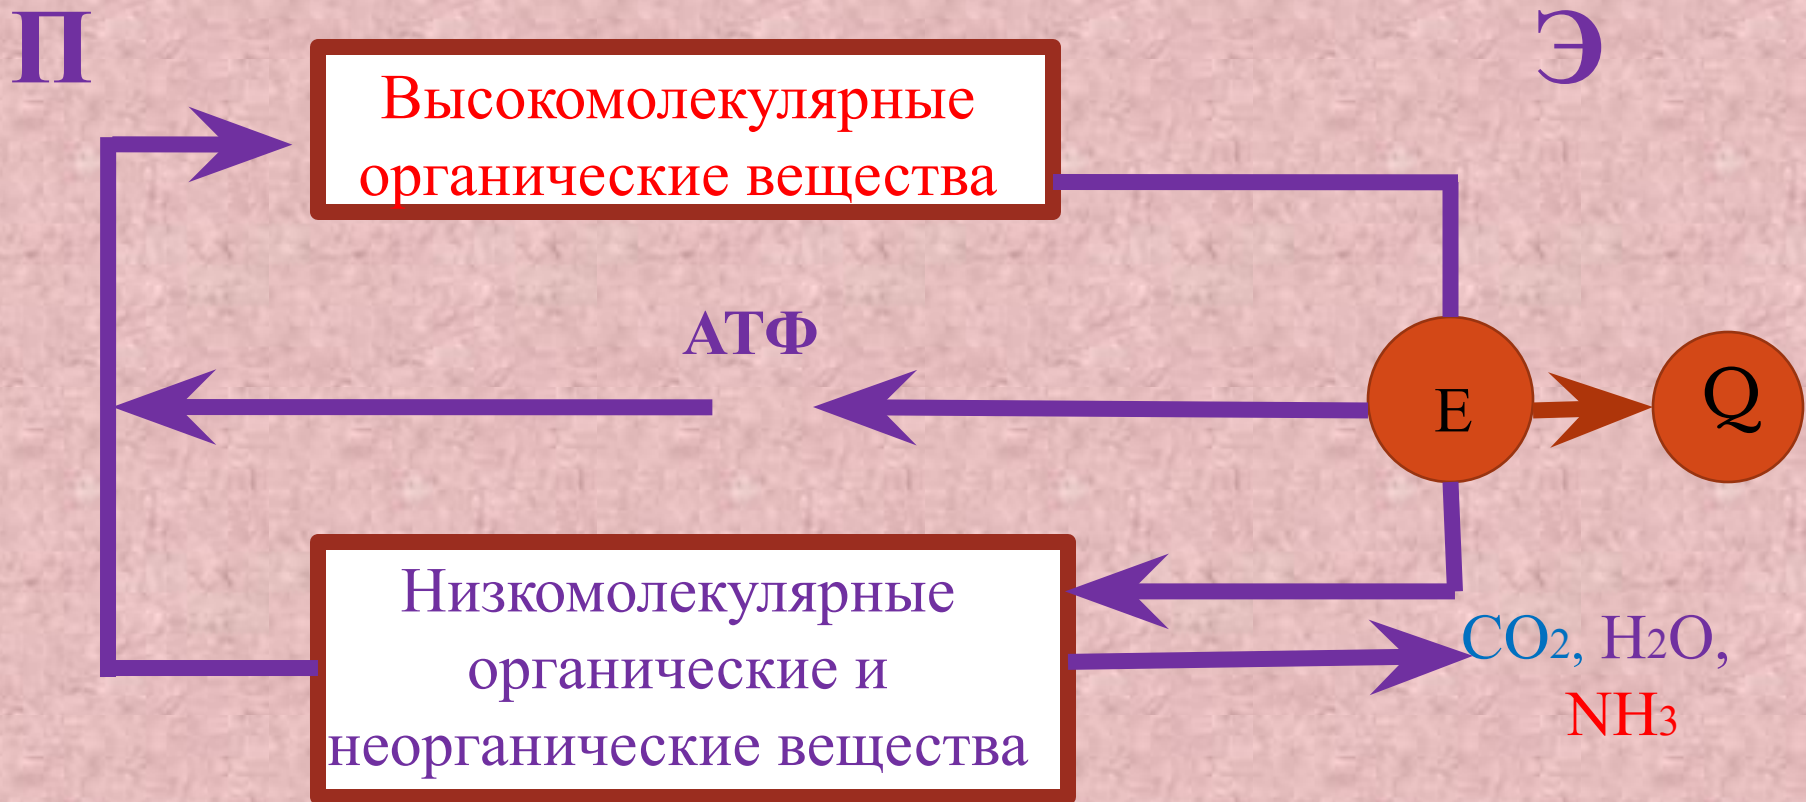 П
Э
Высокомолекулярные
органические вещества
АТФ
E
Q
Низкомолекулярные
органические и
неорганические вещества
CO2, H2O,
NH3